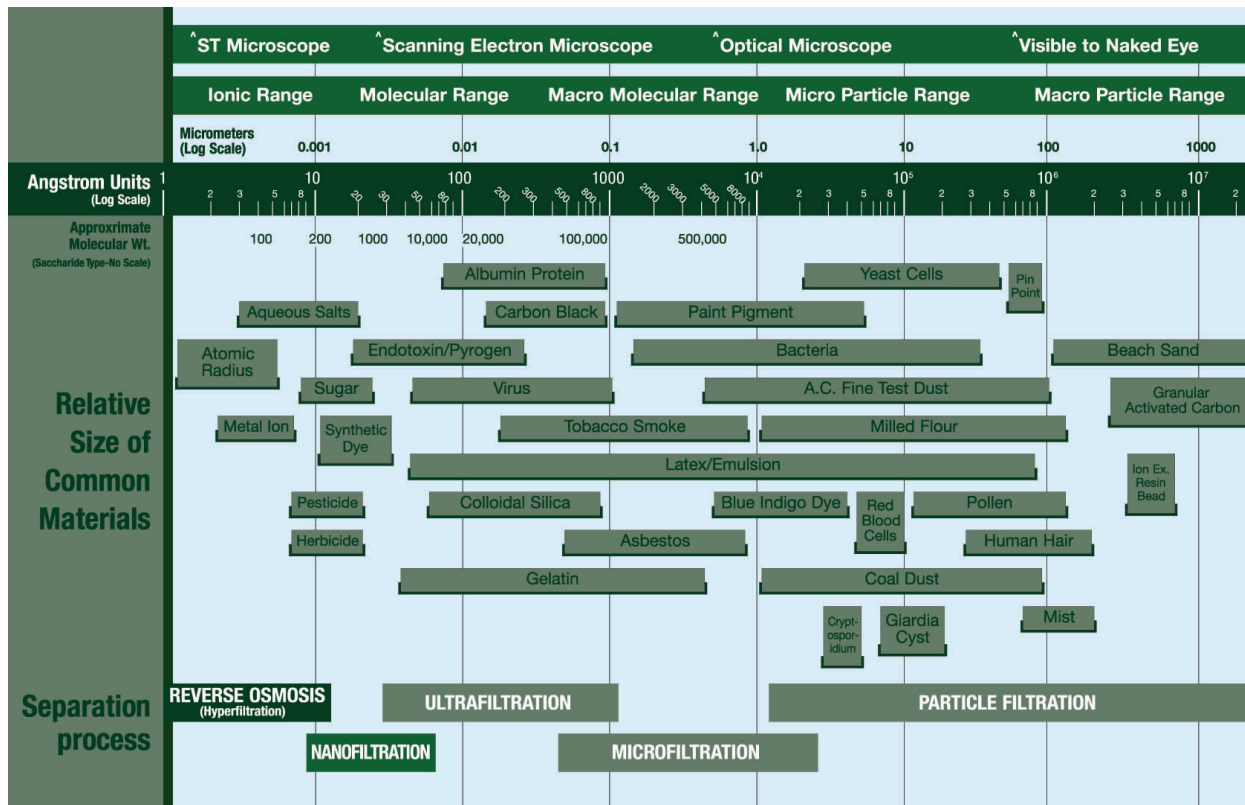 ^ST Microscope ^Scanning Electron Microscope ^Optical Microscope ^Visible to Naked Eye
Ionic Range Molecular Range Macro Molecular Range Micro Particle Range Macro Particle Range
Micrometers
(Log Scale) 0.001 0.01 0.1 1.0 10 100 1000
Angstrom Units
(Log Scale)
1 10 100 1000 10⁴ 10⁵ 10⁶ 10⁷
2 3 5 8 20 30 50 80 200 300 500 800 2000 3000 5000 8000 2 3 5 8 2 3 5 8 2 3 5 8 2
Approxrimate
Molecular Wt.
(Saccharide Type-No Scale)
100 200 1000 10,000 20,000 100,000 500,000
Relative
Size of
Common
Materials
Albumin Protein
Yeast Cells
Pin
Point
Aqueous Salts
Carbon Black
Paint Pigment
Atomic
Radius
Endotoxin/Pyrogen
Bacteria
Beach Sand
Sugar
Virus
A.C. Fine Test Dust
Granular
Activated Carbon
Metal Ion
Synthetic
Dye
Tobacco Smoke
Milled Flour
Latex/Emulsion
Ion Ex.
Resin
Bead
Pesticide
Colloidal Silica
Blue Indigo Dye
Red
Blood
Cells
Pollen
Herbicide
Asbestos
Human Hair
Gelatin
Coal Dust
Crypt-
ospor-
idium
Giardia
Cyst
Mist
Separation
process
REVERSE OSMOSIS
(Hyperfiltration)
ULTRAFILTRATION
PARTICLE FILTRATION
NANOFILTRATION
MICROFILTRATION